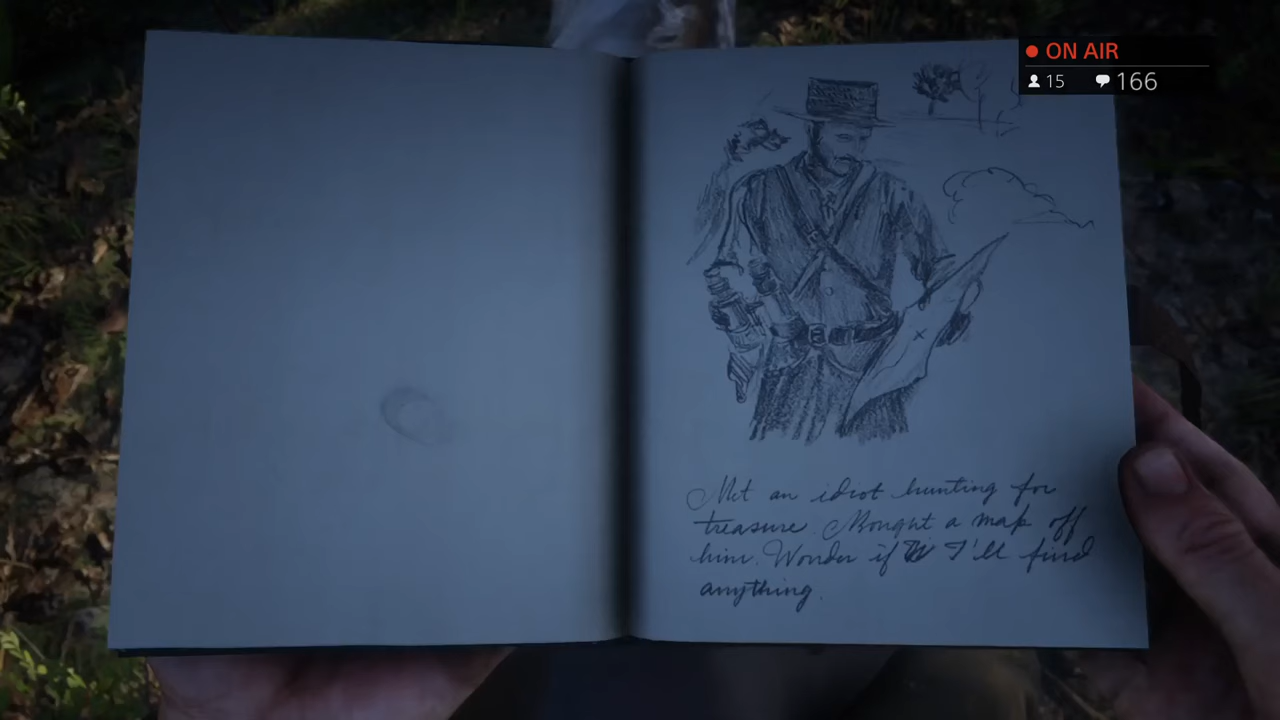 ON AIR
15 166
Met an idiot hunting for
treasure. Bought a map off
him. Wonder if I'll find
anything.